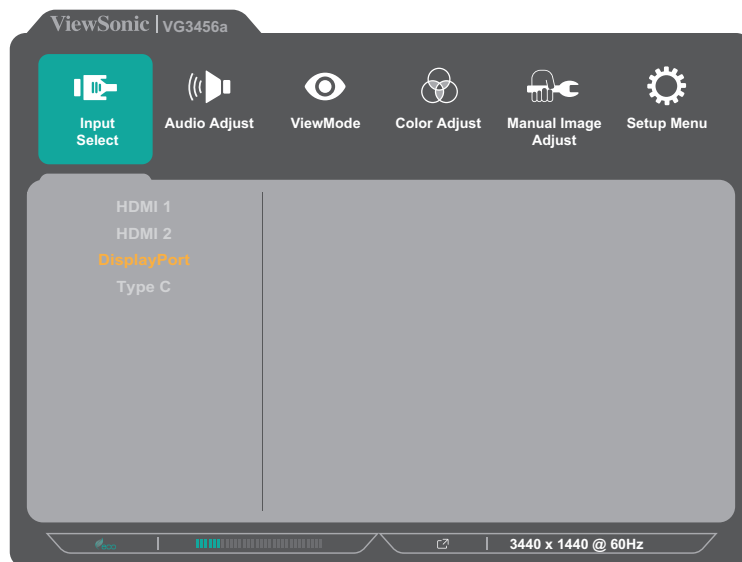 ViewSonic | VG3456a
Input
Select
Audio Adjust
ViewMode
Color Adjust
Manual Image
Adjust
Setup Menu
HDMI 1
HDMI 2
DisplayPort
Type C
eco
3440 x 1440 @ 60Hz